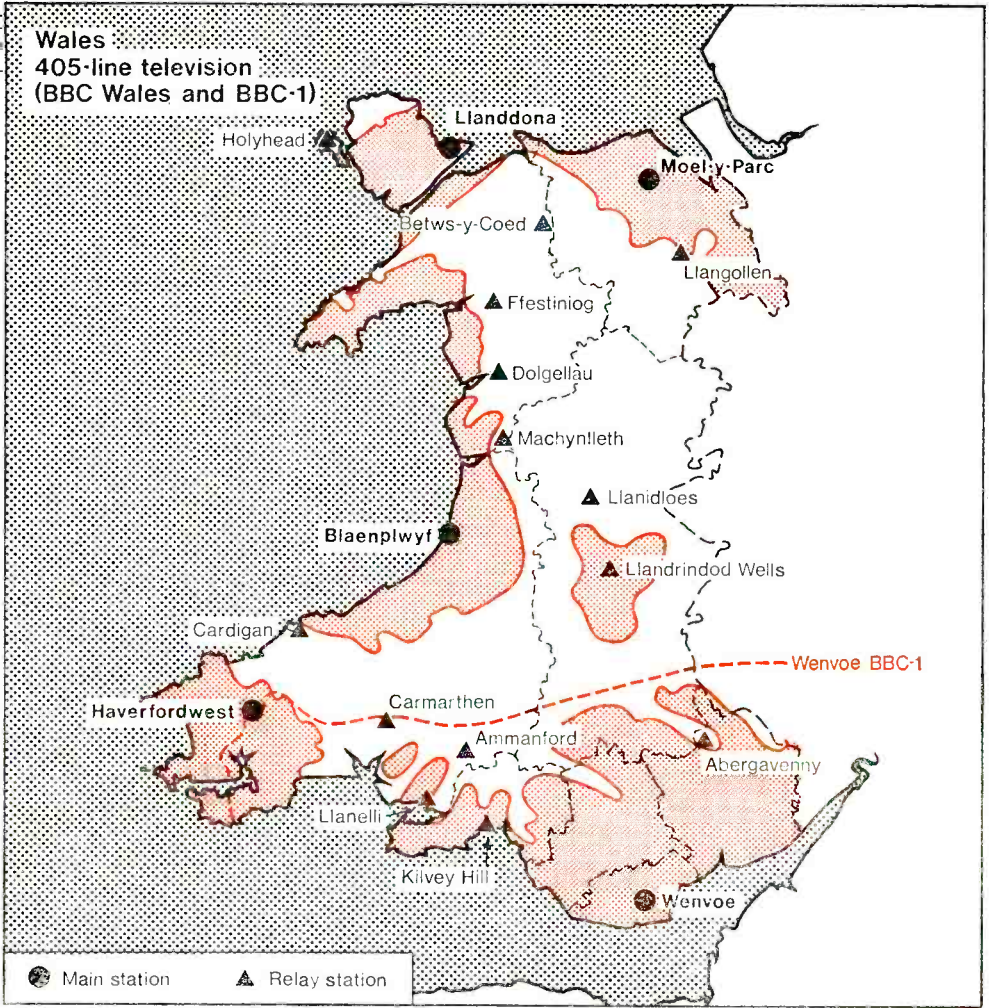 Wales
405-line television
(BBC Wales and BBC-1)
Llanddona
Holyhead
Moel-y-Parc
Betws-y-Coed
Llangollen
Ffestiniog
Dolgellau
Machynlleth
Llanidloes
Blaenplwyf
Llandrindod Wells
Cardigan
Wenvoe BBC-1
Carmarthen
Haverfordwest
Ammanford
Abergavenny
Llanelli
Kilvey Hill
Wenvoe
Main station
Relay station